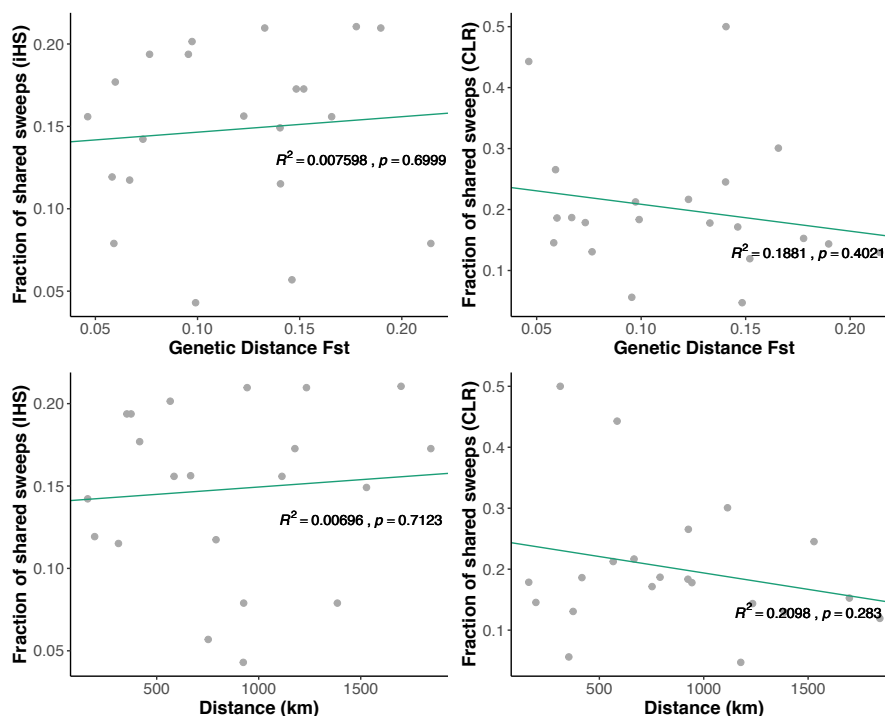 Fraction of shared sweeps (iHS)
0.20
0.15
0.10
0.05
R² = 0.007598 , p = 0.6999
0.05
0.10
0.15
0.20
Genetic Distance Fst
Fraction of shared sweeps (CLR)
0.5
0.4
0.3
0.2
0.1
R² = 0.1881 , p = 0.4021
0.05
0.10
0.15
0.20
Genetic Distance Fst
Fraction of shared sweeps (IHS)
0.20
0.15
0.10
0.05
R² = 0.00696 , p = 0.7123
500
1000
1500
Distance (km)
Fraction of shared sweeps (CLR)
0.5
0.4
0.3
0.2
0.1
R² = 0.2098 , p = 0.283
500
1000
1500
Distance (km)